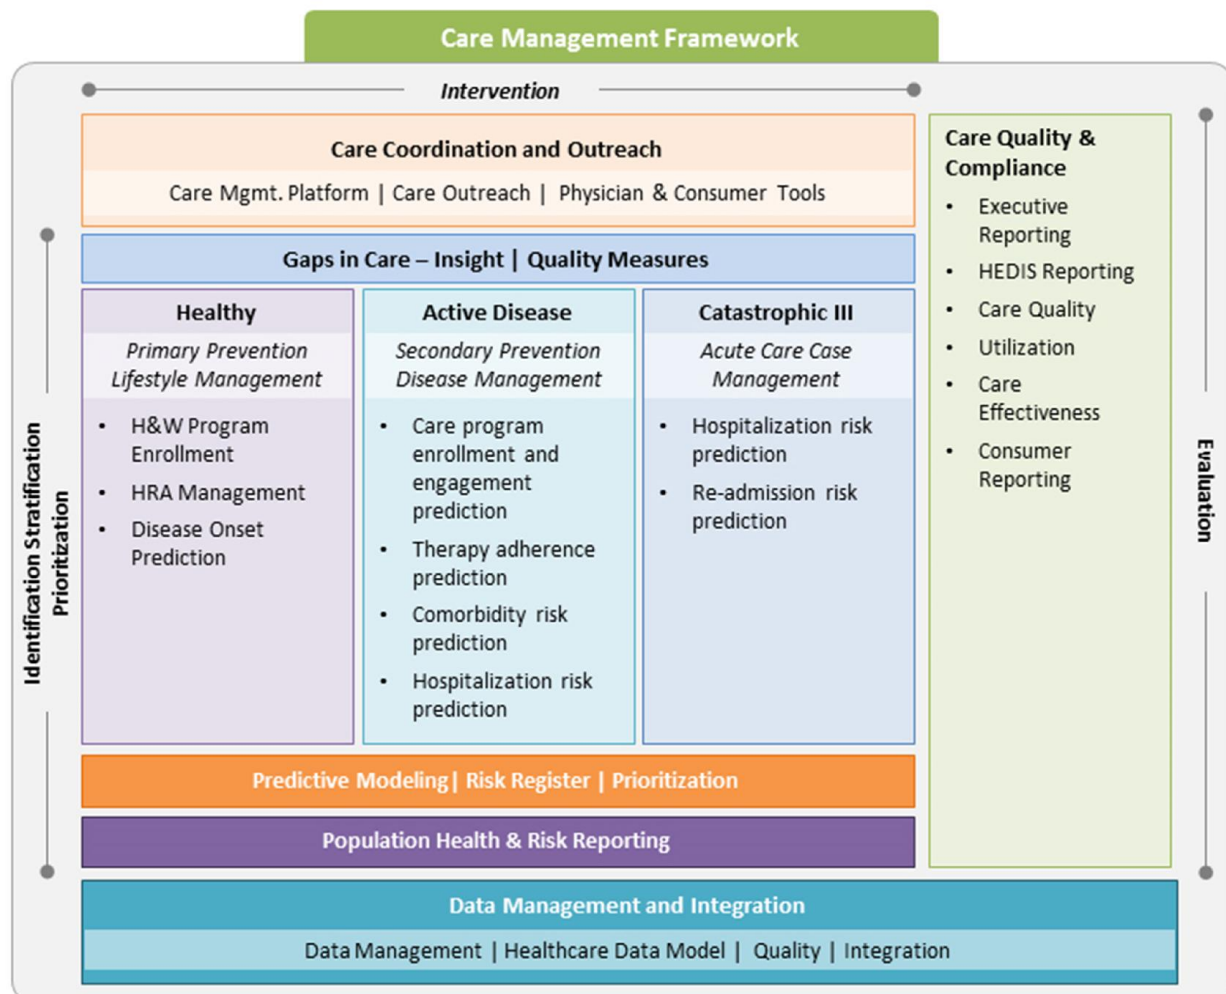 Care Management Framework
Intervention
Care Coordination and Outreach
Care Mgmt. Platform | Care Outreach | Physician & Consumer Tools
Gaps in Care – Insight | Quality Measures
Healthy
Primary Prevention
Lifestyle Management
• H&W Program
Enrollment
• HRA Management
• Disease Onset
Prediction
Active Disease
Secondary Prevention
Disease Management
• Care program
enrollment and
engagement
prediction
• Therapy adherence
prediction
• Comorbidity risk
prediction
• Hospitalization risk
prediction
Catastrophic III
Acute Care Case
Management
• Hospitalization risk
prediction
• Re-admission risk
prediction
Predictive Modeling| Risk Register | Prioritization
Population Health & Risk Reporting
Identification Stratification
Prioritization
Care Quality &
Compliance
• Executive
Reporting
• HEDIS Reporting
• Care Quality
• Utilization
• Care
Effectiveness
• Consumer
Reporting
Evaluation
Data Management and Integration
Data Management | Healthcare Data Model | Quality | Integration